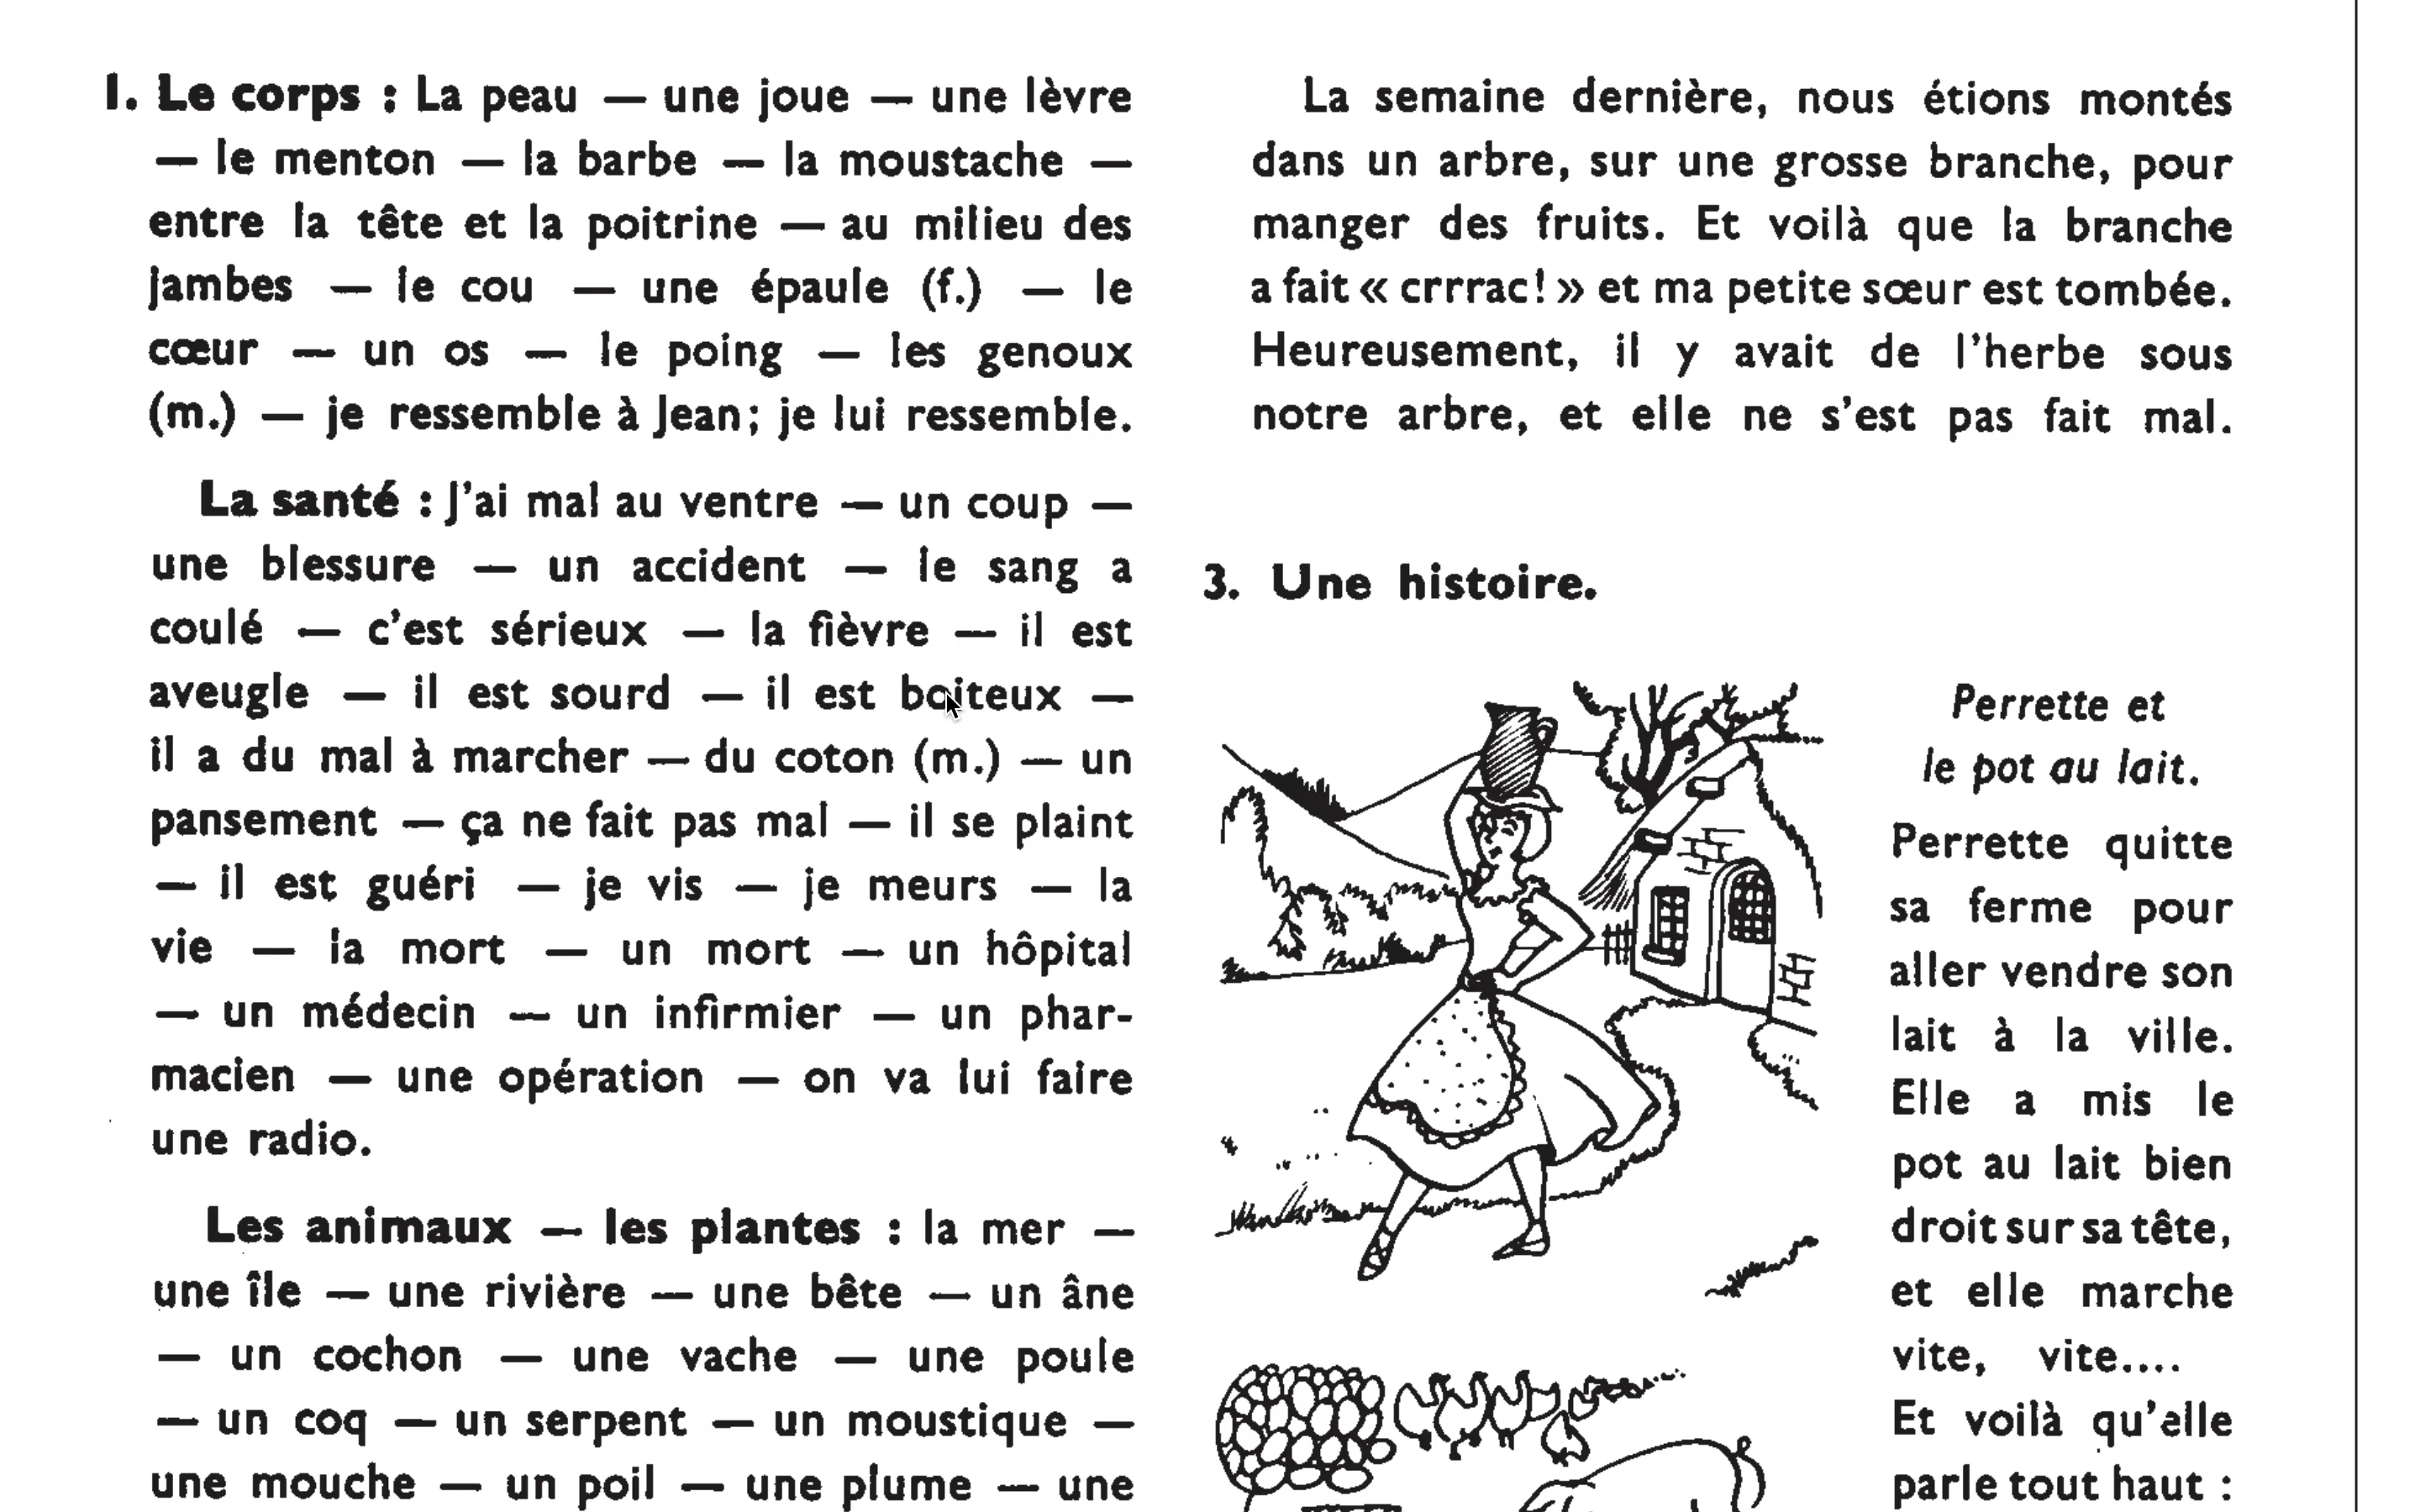 1. Le corps : La peau — une joue — une lèvre
— le menton — la barbe — la moustache —
entre la tête et la poitrine — au milieu des
jambes — le cou — une épaule (f.) — le
cœur — un os — le poing — les genoux
(m.) — je ressemble à Jean; je lui ressemble.
La santé : J'ai mal au ventre — un coup —
une blessure — un accident — le sang a
coulé — c'est sérieux — la fièvre — il est
aveugle — il est sourd — il est boiteux —
il a du mal à marcher — du coton (m.) — un
pansement — ça ne fait pas mal — il se plaint
— il est guéri — je vis — je meurs — la
vie — la mort — un mort — un hôpital
— un médecin — un infirmier — un phar-
macien — une opération — on va lui faire
une radio.
Les animaux — les plantes : la mer —
une île — une rivière — une bête — un âne
— un cochon — une vache — une poule
— un coq — un serpent — un moustique —
une mouche — un poil — une plume — une
La semaine dernière, nous étions montés
dans un arbre, sur une grosse branche, pour
manger des fruits. Et voilà que la branche
a fait « crrrac! » et ma petite sœur est tombée.
Heureusement, il y avait de l'herbe sous
notre arbre, et elle ne s'est pas fait mal.
3. Une histoire.
Perrette et
le pot au lait.
Perrette quitte
sa ferme pour
aller vendre son
lait à la ville.
Elle a mis le
pot au lait bien
droit sur sa tête,
et elle marche
vite, vite....
Et voilà qu'elle
parle tout haut :